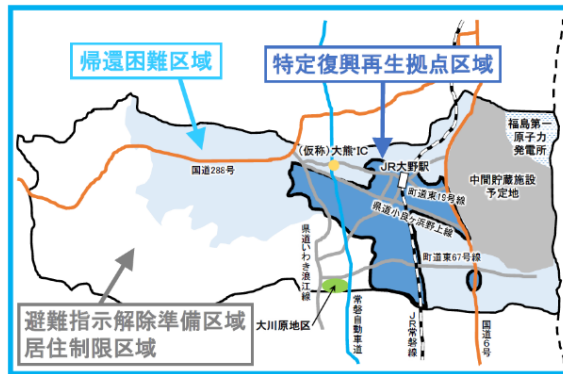 帰還困難区域
特定復興再生拠点区域
福島第一
原子力
発電所
(仮称)大熊IC
JR大野駅
中間貯蔵施設
予定地
国道288号
町道東19号線
県道小良ヶ浜野上線
県道いわき浪江線
町道東67号線
避難指示解除準備区域
居住制限区域
大川原地区
常磐自動車道
JR常磐線
国道6号